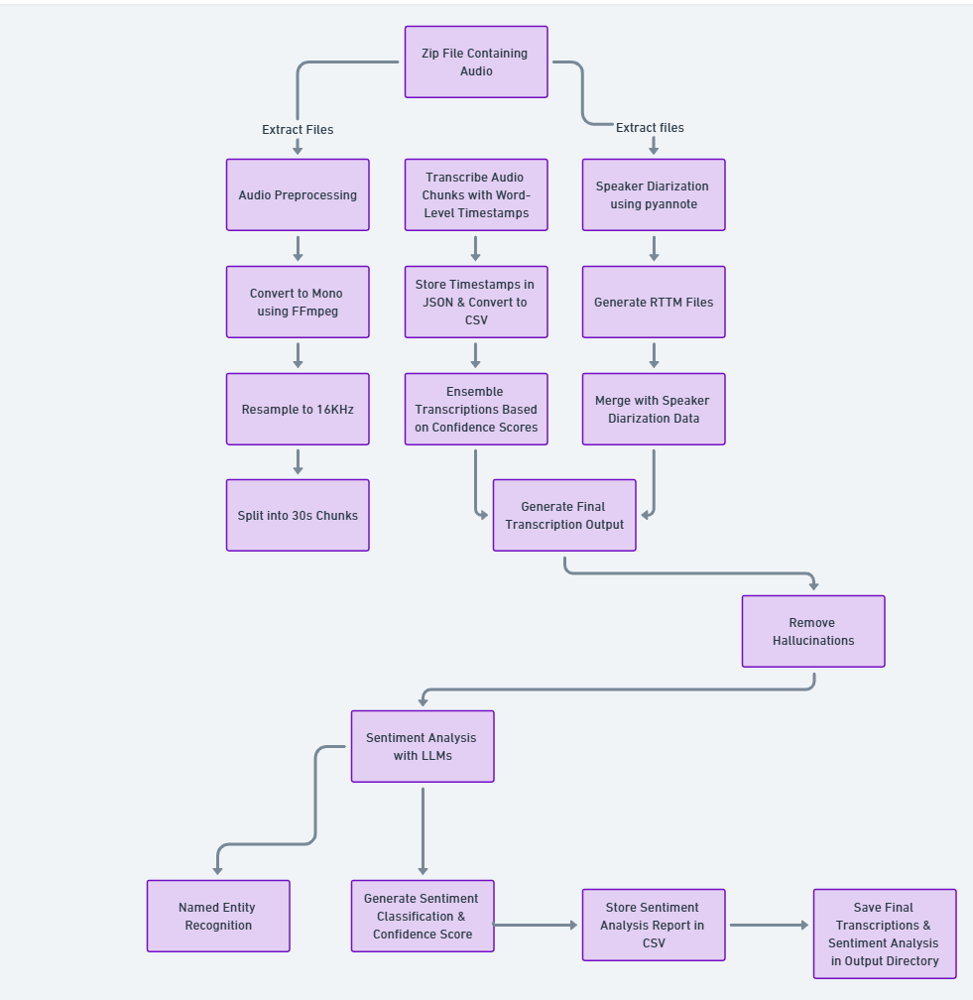 Zip File Containing
Audio
Extract Files
Extract files
Audio Preprocessing
Transcribe Audio
Chunks with Word-
Level Timestamps
Speaker Diarization
using pyannote
Convert to Mono
using FFmpeg
Store Timestamps in
JSON & Convert to
CSV
Generate RTTM Files
Resample to 16KHz
Ensemble
Transcriptions Based
on Confidence Scores
Merge with Speaker
Diarization Data
Split into 30s Chunks
Generate Final
Transcription Output
Remove
Hallucinations
Sentiment Analysis
with LLMs
Named Entity
Recognition
Generate Sentiment
Classification &
Confidence Score
Store Sentiment
Analysis Report in
CSV
Save Final
Transcriptions &
Sentiment Analysis
in Output Directory